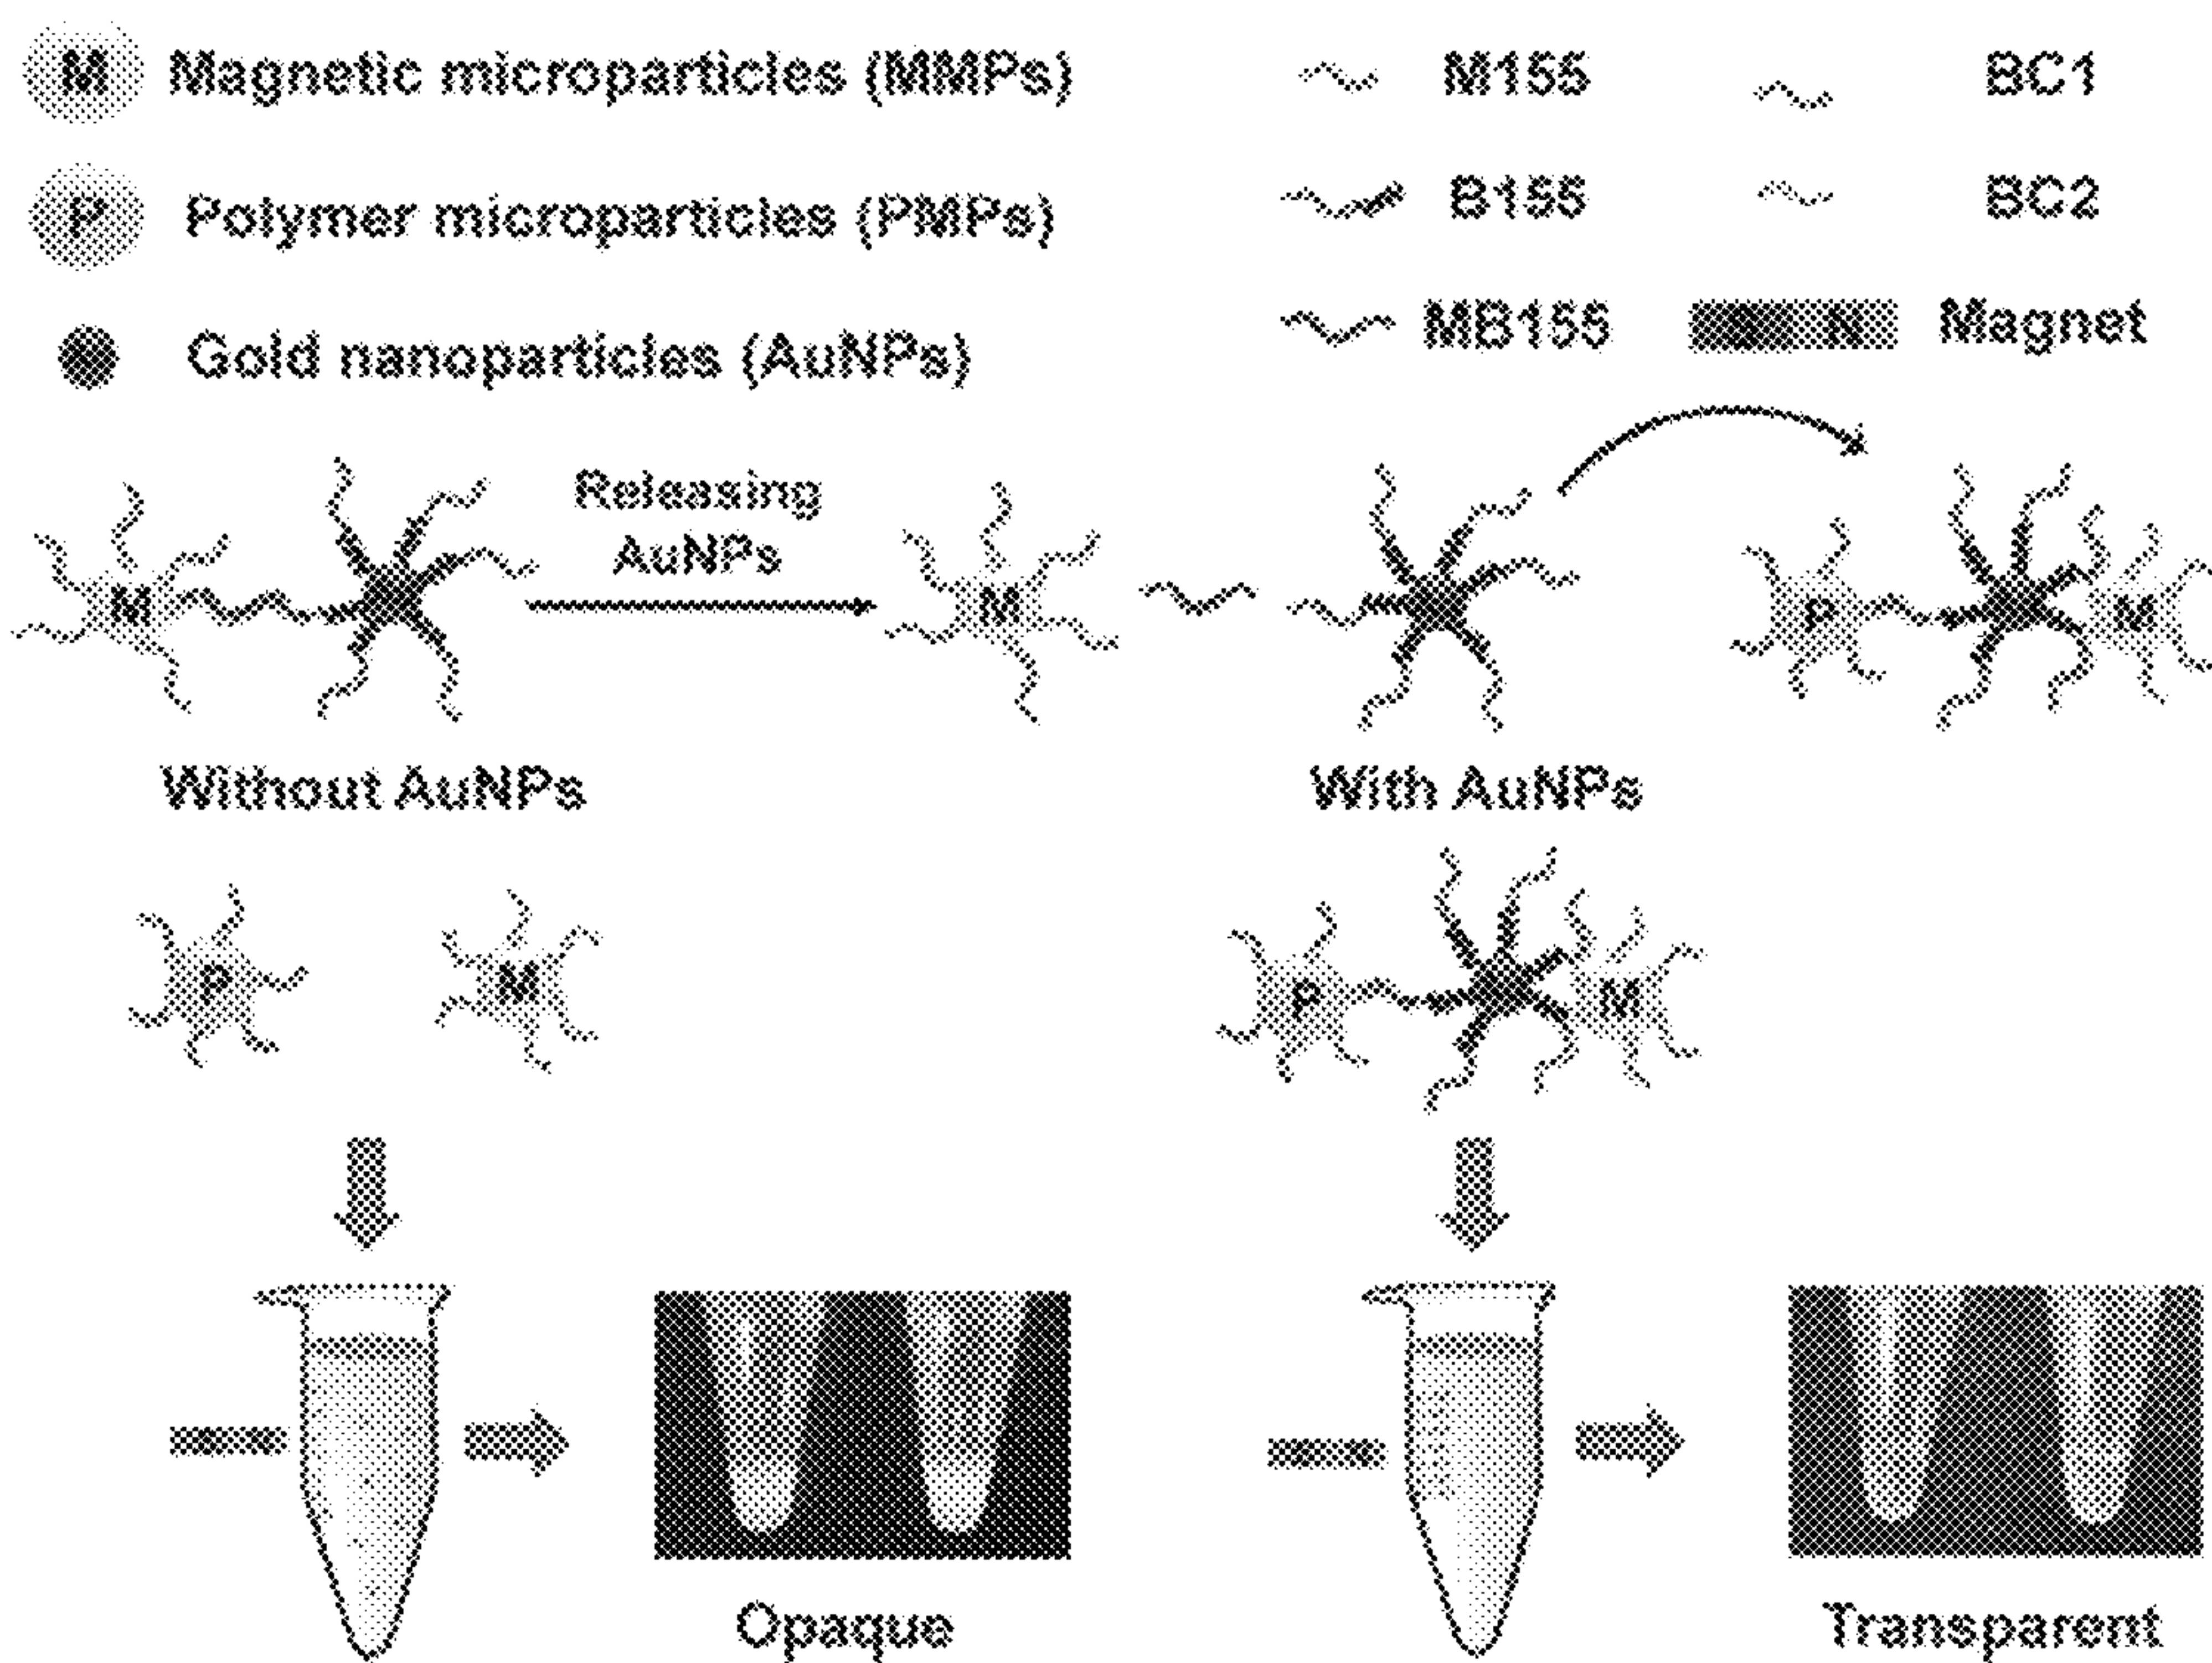 M Magnetic microparticles (MMPs) M155 BC1
P Polymer microparticles (PMPs) B155 BC2
Gold nanoparticles (AuNPs) MB155 S N Magnet
Releasing
AuNPs
M M P M
Without AuNPs With AuNPs
P M P M
Opaque Transparent